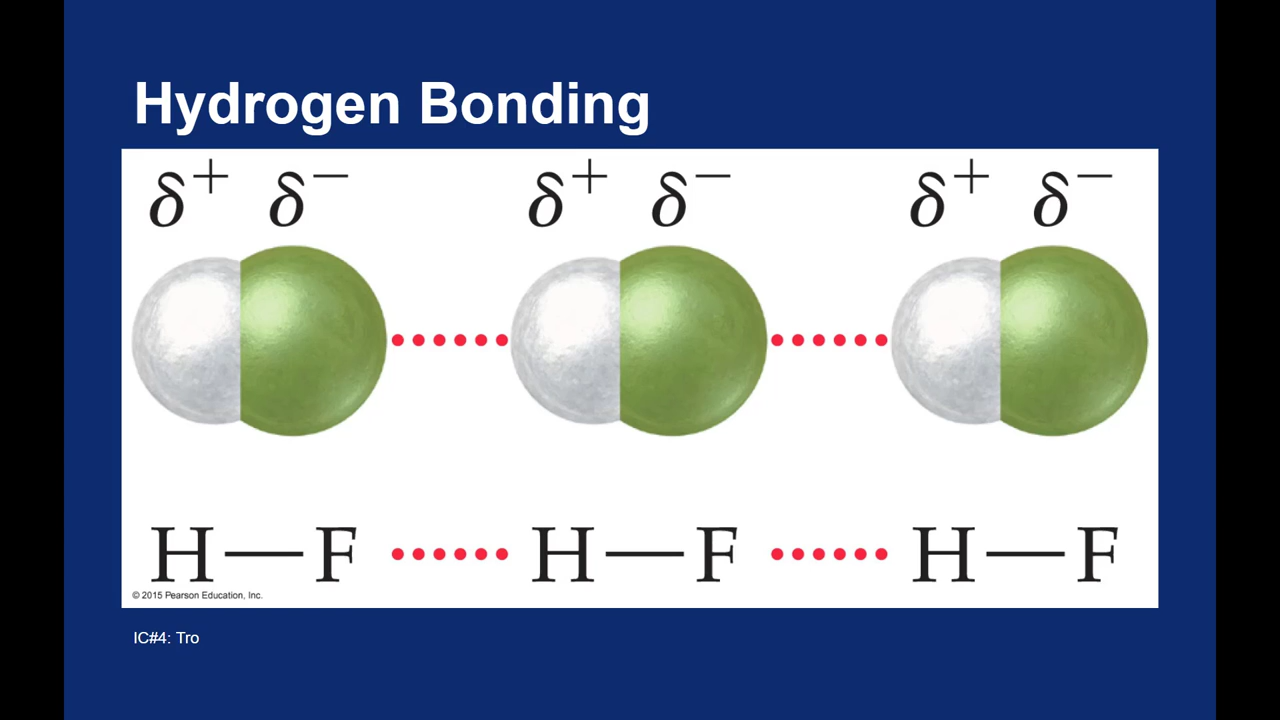 Hydrogen Bonding
δ⁺ δ⁻ δ⁺ δ⁻ δ⁺ δ⁻
H—F ······ H—F ······ H—F
© 2015 Pearson Education, Inc.
IC#4: Tro